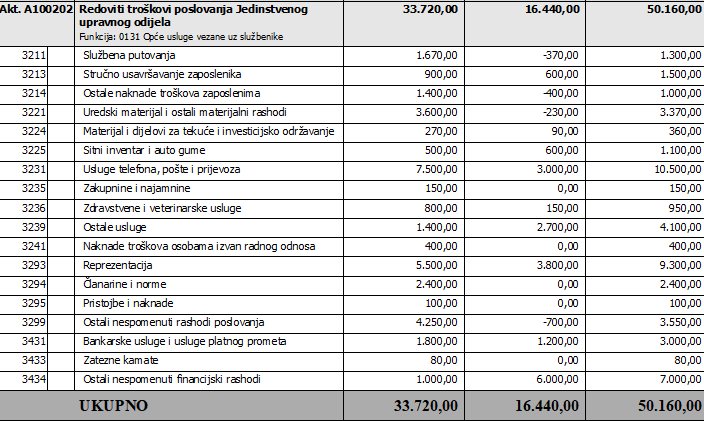 Akt. A100202 Redoviti troškovi poslovanja Jedinstvenog 33.720,00 16.440,00 50.160,00
upravnog odijela
Funkcija: 0131 Opće usluge vezane uz službenike
3211 Službena putovanja 1.670,00 -370,00 1.300,00
3213 Stručno usavršavanje zaposlenika 900,00 600,00 1.500,00
3214 Ostale naknade troškova zaposlenima 1.400,00 -400,00 1.000,00
3221 Uredski materijal i ostali materijalni rashodi 3.600,00 -230,00 3.370,00
3224 Materijal i dijelovi za tekuće i investicijsko održavanje 270,00 90,00 360,00
3225 Sitni inventar i auto gume 500,00 600,00 1.100,00
3231 Usluge telefona, pošte i prijevoza 7.500,00 3.000,00 10.500,00
3235 Zakupnine i najamnine 150,00 0,00 150,00
3236 Zdravstvene i veterinarske usluge 800,00 150,00 950,00
3239 Ostale usluge 1.400,00 2.700,00 4.100,00
3241 Naknade troškova osobama izvan radnog odnosa 400,00 0,00 400,00
3293 Reprezentacija 5.500,00 3.800,00 9.300,00
3294 Članarine i norme 2.400,00 0,00 2.400,00
3295 Pristojbe i naknade 100,00 0,00 100,00
3299 Ostali nespomenuti rashodi poslovanja 4.250,00 -700,00 3.550,00
3431 Bankarske usluge i usluge platnog prometa 1.800,00 1.200,00 3.000,00
3433 Zatezne kamate 80,00 0,00 80,00
3434 Ostali nespomenuti financijski rashodi 1.000,00 6.000,00 7.000,00
UKUPNO 33.720,00 16.440,00 50.160,00